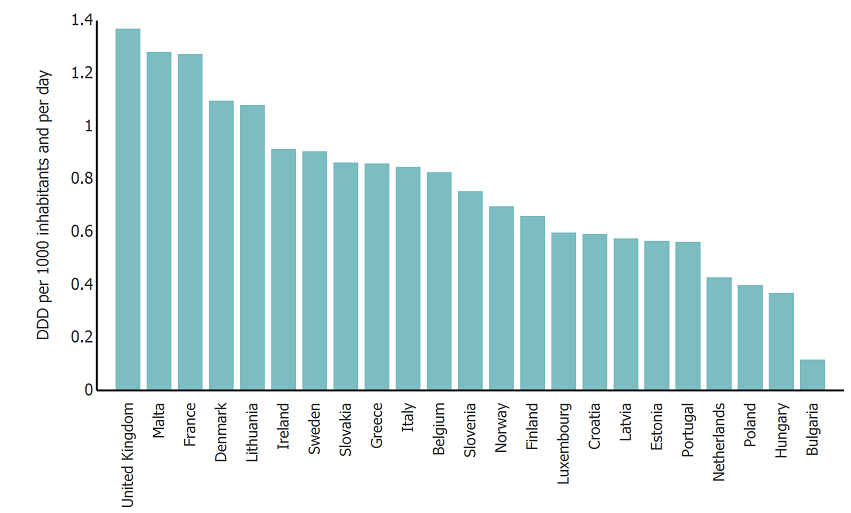 DDD per 1000 inhabitants and per day
1.4
1.2
1
0.8
0.6
0.4
0.2
0
United Kingdom
Malta
France
Denmark
Lithuania
Ireland
Sweden
Slovakia
Greece
Italy
Belgium
Slovenia
Norway
Finland
Luxembourg
Croatia
Latvia
Estonia
Portugal
Netherlands
Poland
Hungary
Bulgaria